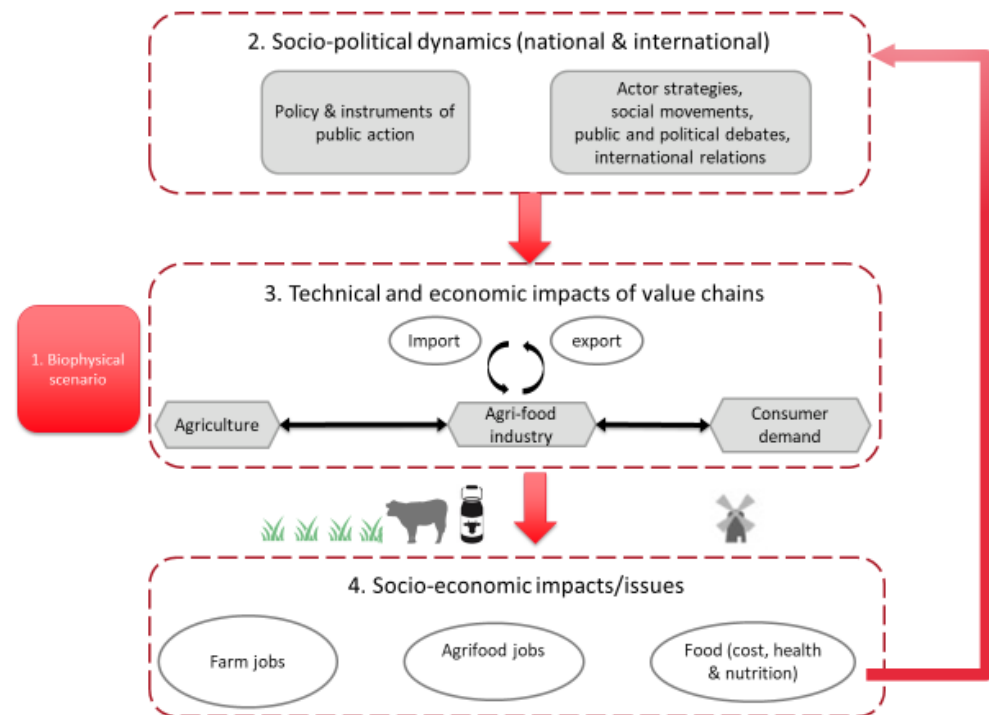 2. Socio-political dynamics (national & international)
Policy & instruments of
public action
Actor strategies,
social movements,
public and political debates,
international relations
3. Technical and economic impacts of value chains
Import
export
1. Biophysical
scenario
Agriculture
Agri-food
industry
Consumer
demand
4. Socio-economic impacts/issues
Farm jobs
Agrifood jobs
Food (cost, health
& nutrition)